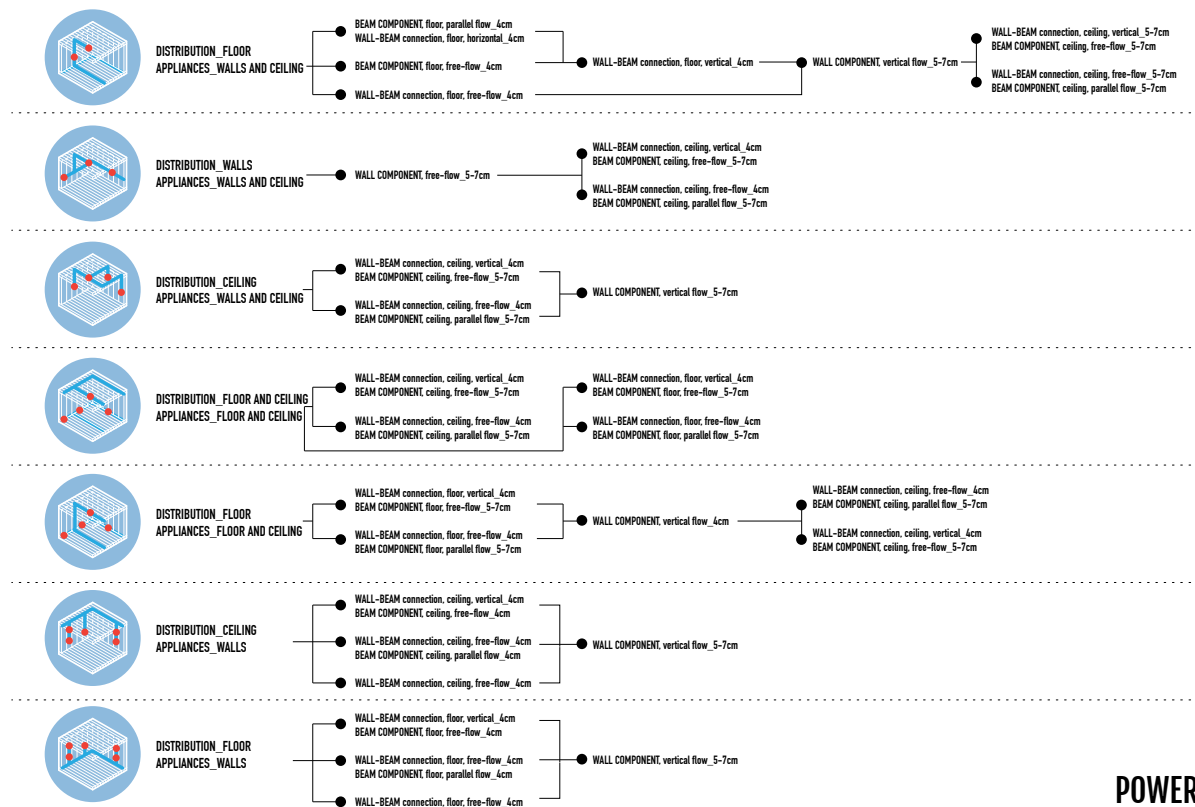 DISTRIBUTION_FLOOR
APPLIANCES_WALLS AND CEILING
BEAM COMPONENT, floor, parallel flow_4cm
WALL-BEAM connection, floor, horizontal_4cm
BEAM COMPONENT, floor, free-flow_4cm
WALL-BEAM connection, floor, free-flow_4cm
WALL-BEAM connection, floor, vertical_4cm
WALL COMPONENT, vertical flow_5-7cm
WALL-BEAM connection, ceiling, vertical_5-7cm
BEAM COMPONENT, ceiling, free-flow_5-7cm
WALL-BEAM connection, ceiling, free-flow_5-7cm
BEAM COMPONENT, ceiling, parallel flow_5-7cm
DISTRIBUTION_WALLS
APPLIANCES_WALLS AND CEILING
WALL COMPONENT, free-flow_5-7cm
WALL-BEAM connection, ceiling, vertical_4cm
BEAM COMPONENT, ceiling, free-flow_5-7cm
WALL-BEAM connection, ceiling, free-flow_4cm
BEAM COMPONENT, ceiling, parallel flow_5-7cm
DISTRIBUTION_CEILING
APPLIANCES_WALLS AND CEILING
WALL-BEAM connection, ceiling, vertical_4cm
BEAM COMPONENT, ceiling, free-flow_5-7cm
WALL-BEAM connection, ceiling, free-flow_4cm
BEAM COMPONENT, ceiling, parallel flow_5-7cm
WALL COMPONENT, vertical flow_5-7cm
DISTRIBUTION_FLOOR AND CEILING
APPLIANCES_FLOOR AND CEILING
WALL-BEAM connection, ceiling, vertical_4cm
BEAM COMPONENT, ceiling, free-flow_5-7cm
WALL-BEAM connection, ceiling, free-flow_4cm
BEAM COMPONENT, ceiling, parallel flow_5-7cm
WALL-BEAM connection, floor, vertical_4cm
BEAM COMPONENT, floor, free-flow_5-7cm
WALL-BEAM connection, floor, free-flow_4cm
BEAM COMPONENT, floor, parallel flow_5-7cm
DISTRIBUTION_FLOOR
APPLIANCES_FLOOR AND CEILING
WALL-BEAM connection, floor, vertical_4cm
BEAM COMPONENT, floor, free-flow_5-7cm
WALL-BEAM connection, floor, free-flow_4cm
BEAM COMPONENT, floor, parallel flow_5-7cm
WALL COMPONENT, vertical flow_4cm
WALL-BEAM connection, ceiling, free-flow_4cm
BEAM COMPONENT, ceiling, parallel flow_5-7cm
WALL-BEAM connection, ceiling, vertical_4cm
BEAM COMPONENT, ceiling, free-flow_5-7cm
DISTRIBUTION_CEILING
APPLIANCES_WALLS
WALL-BEAM connection, ceiling, vertical_4cm
BEAM COMPONENT, ceiling, free-flow_4cm
WALL-BEAM connection, ceiling, free-flow_4cm
BEAM COMPONENT, ceiling, parallel flow_4cm
WALL-BEAM connection, ceiling, free-flow_4cm
WALL COMPONENT, vertical flow_5-7cm
DISTRIBUTION_FLOOR
APPLIANCES_WALLS
WALL-BEAM connection, floor, vertical_4cm
BEAM COMPONENT, floor, free-flow_4cm
WALL-BEAM connection, floor, free-flow_4cm
BEAM COMPONENT, floor, parallel flow_4cm
WALL-BEAM connection, floor, free-flow_4cm
WALL COMPONENT, vertical flow_5-7cm
POWER